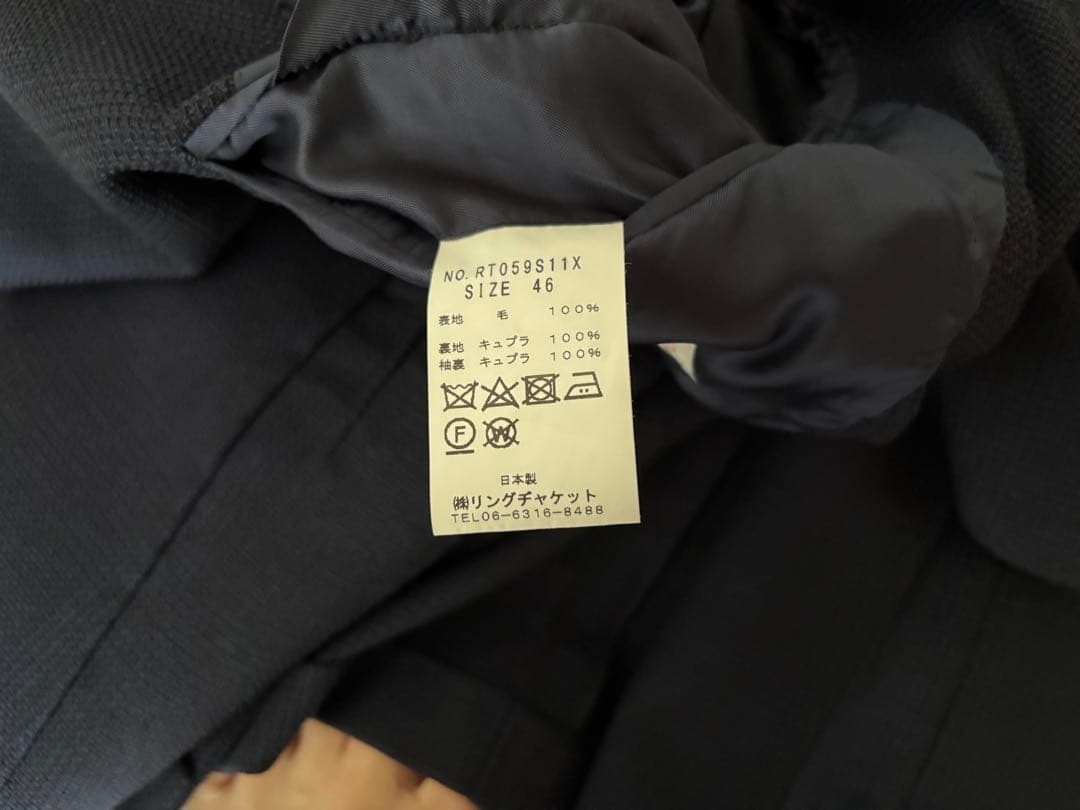 NO. RT059S11X
SIZE 46
表地 毛 100%
裏地 キュプラ 100%
袖裏 キュプラ 100%
F W
日本製
㈱リングヂャケット
TEL06-6316-8488